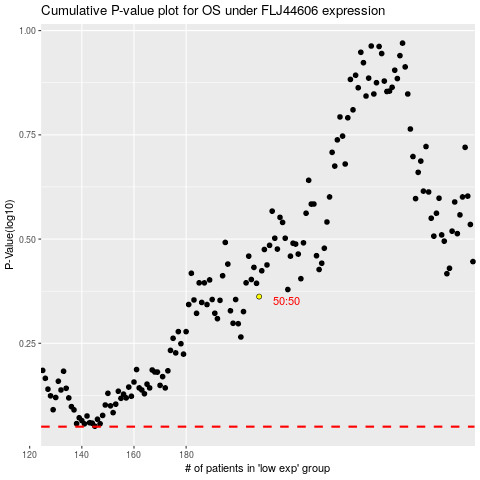 Cumulative P-value plot for OS under FLJ44606 expression
P-Value(log10)
1.00
0.75
0.50
0.25
50:50
120 140 160 180
# of patients in 'low exp' group